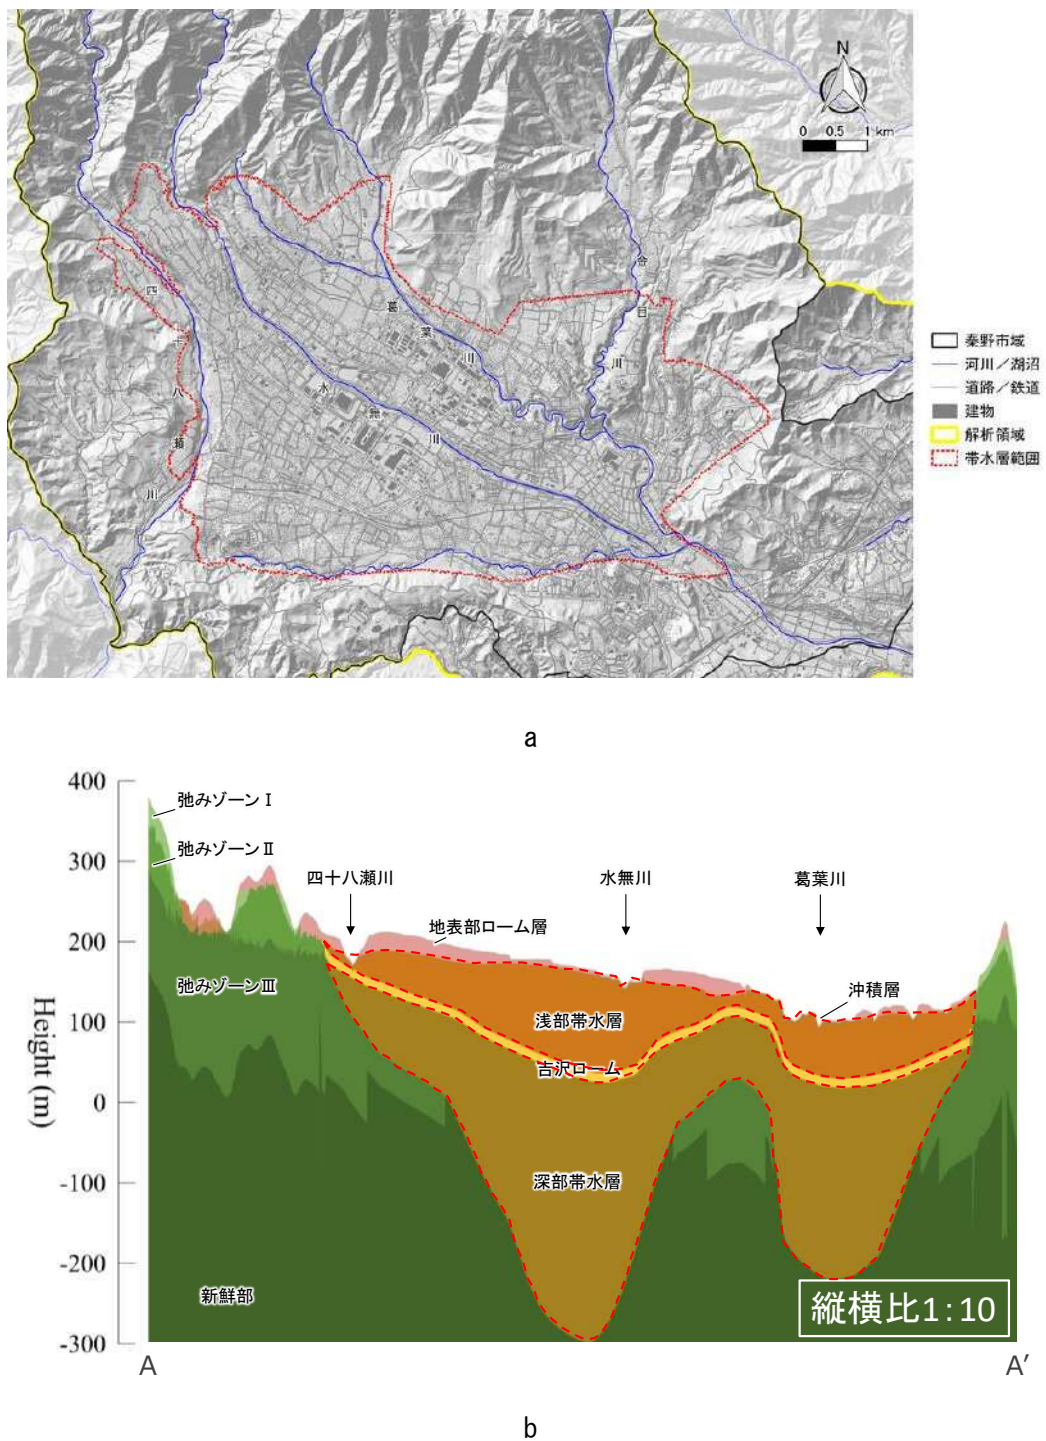 N
0 0.5 1 km
四
十
八
瀬
川
水
無
川
葛
葉
川
金
目
川
秦野市域
河川／湖沼
道路／鉄道
建物
解析領域
帯水層範囲
a
400
300
200
100
0
-100
-200
-300
Height (m)
弛みゾーンⅠ
弛みゾーンⅡ
弛みゾーンⅢ
四十八瀬川
水無川
葛葉川
地表部ローム層
沖積層
浅部帯水層
吉沢ローム
深部帯水層
新鮮部
縦横比1：10
A
A′
b